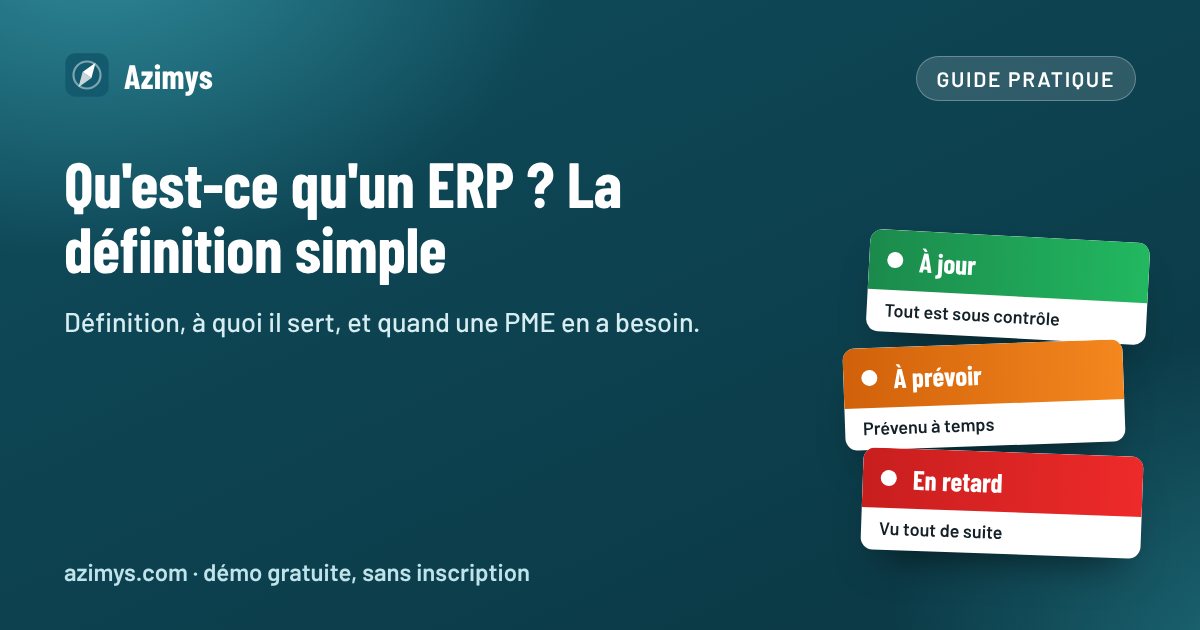 Azimys
GUIDE PRATIQUE
Qu'est-ce qu'un ERP ? La
définition simple
Définition, à quoi il sert, et quand une PME en a besoin.
À jour
Tout est sous contrôle
À prévoir
Prévenu à temps
En retard
Vu tout de suite
azimys.com · démo gratuite, sans inscription